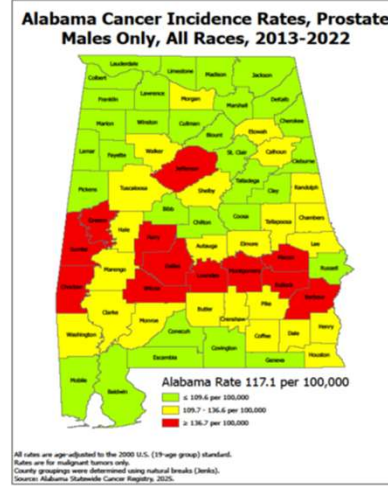 Alabama Cancer Incidence Rates, Prostate
Males Only, All Races, 2013-2022
Lauderdale
Limestone
Madison
Jackson
Colbert
Lawrence
Franklin
Morgan
Marshall
DeKalb
Cherokee
Marion
Winston
Cullman
Blount
Etowah
Lamar
Fayette
Walker
Jefferson
St. Clair
Calhoun
Cleburne
Pickens
Tuscaloosa
Shelby
Talladega
Clay
Randolph
Greene
Bibb
Chilton
Coosa
Tallapoosa
Chambers
Sumter
Hale
Perry
Autauga
Elmore
Lee
Marengo
Dallas
Lowndes
Montgomery
Macon
Russell
Choctaw
Wilcox
Bullock
Barbour
Clarke
Butler
Crenshaw
Pike
Washington
Monroe
Conecuh
Coffee
Dale
Henry
Mobile
Baldwin
Escambia
Covington
Geneva
Houston
Alabama Rate 117.1 per 100,000
≤ 109.6 per 100,000
109.7 - 136.6 per 100,000
≥ 136.7 per 100,000
All rates are age-adjusted to the 2000 U.S. (19-age group) standard.
Rates are for malignant tumors only.
County groupings were determined using natural breaks (Jenks).
Source: Alabama Statewide Cancer Registry, 2025.